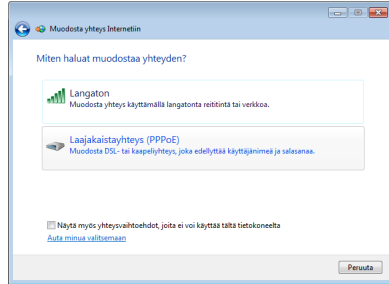 Muodosta yhteys Internetiin
Miten haluat muodostaa yhteyden?
Langaton
Muodosta yhteys käyttämällä langatonta reititintä tai verkkoa.
Laajakaistayhteys (PPPoE)
Muodosta DSL- tai kaapeliyhteys, joka edellyttää käyttäjänimeä ja salasanaa.
Näytä myös yhteysvaihtoehdot, joita ei voi käyttää tältä tietokoneelta
Auta minua valitsemaan
Peruuta